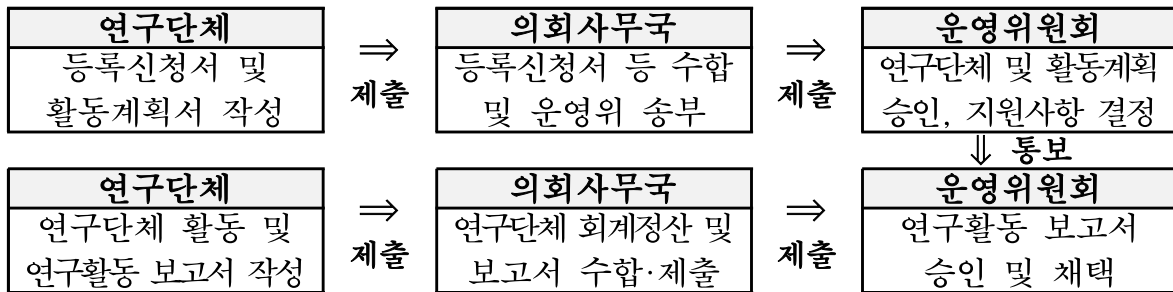 연구단체
등록신청서 및
활동계획서 작성
⇒
제출
의회사무국
등록신청서 등 수합
및 운영위 송부
⇒
제출
운영위원회
연구단체 및 활동계획
승인, 지원사항 결정
⇓ 통보
연구단체
연구단체 활동 및
연구활동 보고서 작성
⇒
제출
의회사무국
연구단체 회계정산 및
보고서 수합·제출
⇒
제출
운영위원회
연구활동 보고서
승인 및 채택